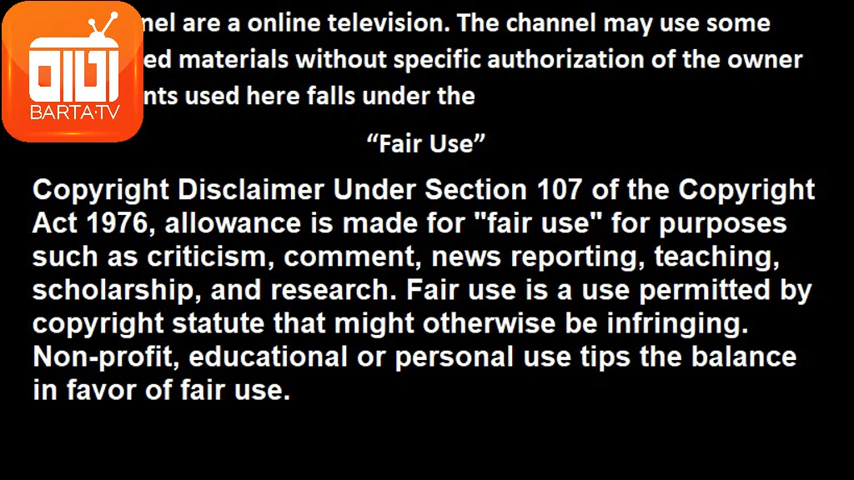 nel are a online television. The channel may use some
ed materials without specific authorization of the owner
nts used here falls under the
“Fair Use”
Copyright Disclaimer Under Section 107 of the Copyright
Act 1976, allowance is made for "fair use" for purposes
such as criticism, comment, news reporting, teaching,
scholarship, and research. Fair use is a use permitted by
copyright statute that might otherwise be infringing.
Non-profit, educational or personal use tips the balance
in favor of fair use.
BARTA·TV